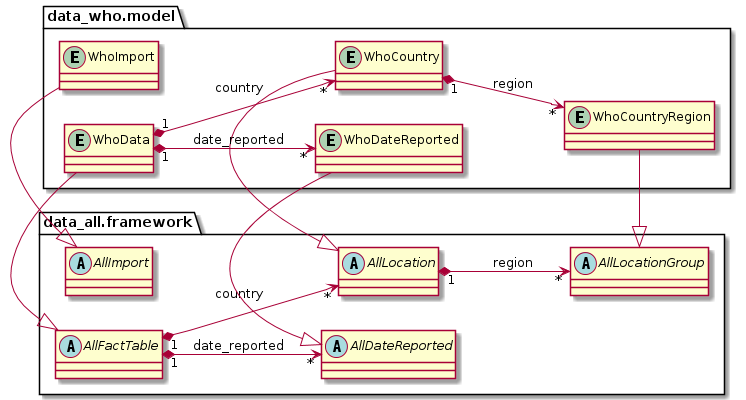 data_who.model
E WhoImport
E WhoCountry
country
1
*
1
region
*
E WhoCountryRegion
E WhoData
1
1
date_reported
*
E WhoDateReported
data_all.framework
A AllImport
A AllLocation
1
region
*
A AllLocationGroup
country
*
A AllFactTable
1
1
date_reported
*
A AllDateReported